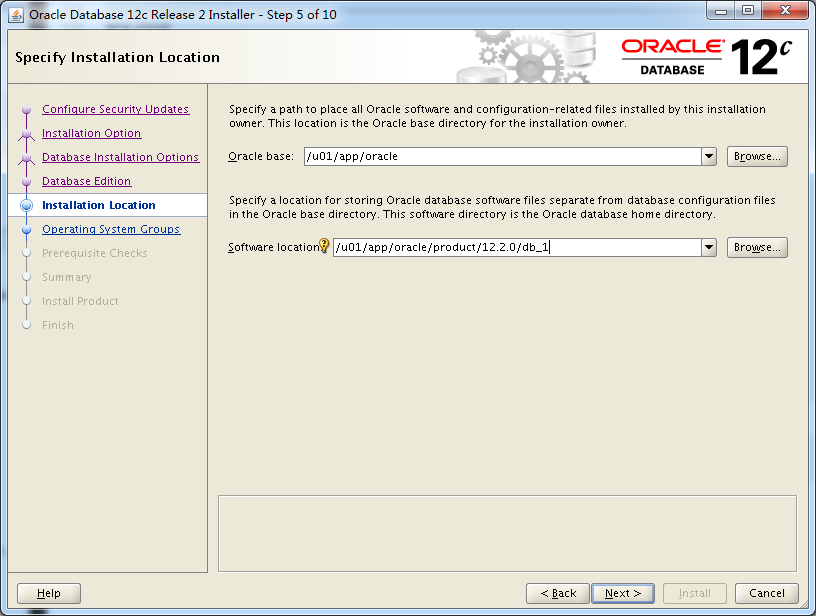 Oracle Database 12c Release 2 Installer - Step 5 of 10
Specify Installation Location
ORACLE
DATABASE
12c
Configure Security Updates
Installation Option
Database Installation Options
Database Edition
Installation Location
Operating System Groups
Prerequisite Checks
Summary
Install Product
Finish
Specify a path to place all Oracle software and configuration-related files installed by this installation
owner. This location is the Oracle base directory for the installation owner.
Oracle base: /u01/app/oracle Browse...
Specify a location for storing Oracle database software files separate from database configuration files
in the Oracle base directory. This software directory is the Oracle database home directory.
Software location: /u01/app/oracle/product/12.2.0/db_1 Browse...
Help < Back Next > Install Cancel